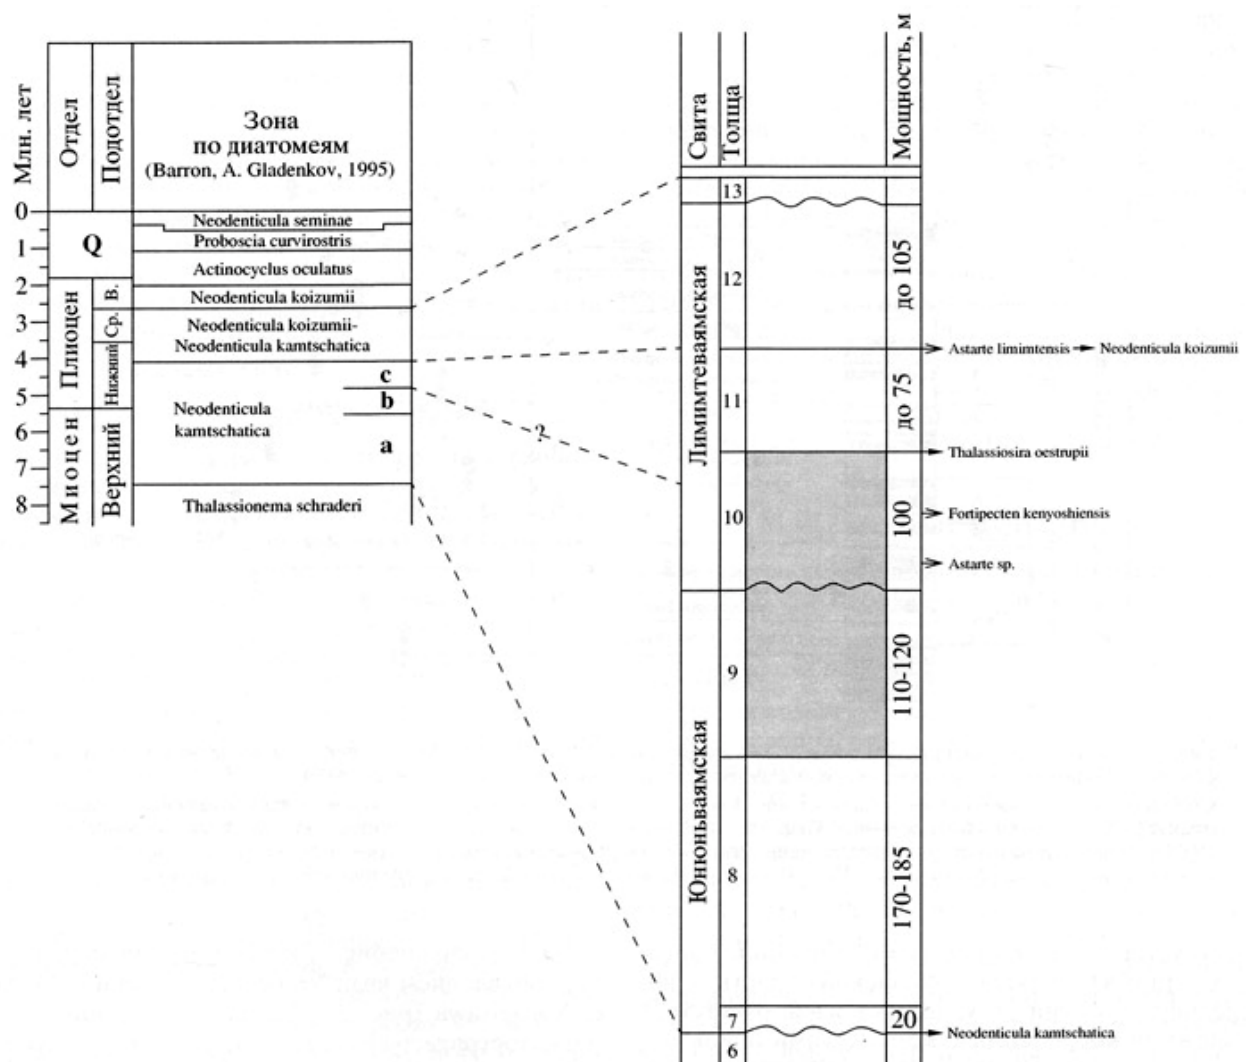 Млн. лет
Отдел
Подотдел
Зона
по диатомеям
(Barron, A. Gladenkov, 1995)
0
1
2
3
4
5
6
7
8
Q
Плиоцен
Миоцен
В.
Ср.
Нижний
Верхний
Neodenticula seminae
Proboscia curvirostris
Actinocyclus oculatus
Neodenticula koizumii
Neodenticula koizumii-
Neodenticula kamtschatica
Neodenticula
kamtschatica
c
b
a
Thalassionema schraderi
?
Свита
Толща
Мощность, м
Лимимтеваямская
Юнюньваямская
13
12
11
10
9
8
7
6
до 105
до 75
100
110-120
170-185
20
Astarte limimtensis
Neodenticula koizumii
Thalassiosira oestrupii
Fortipecten kenyoshiensis
Astarte sp.
Neodenticula kamtschatica